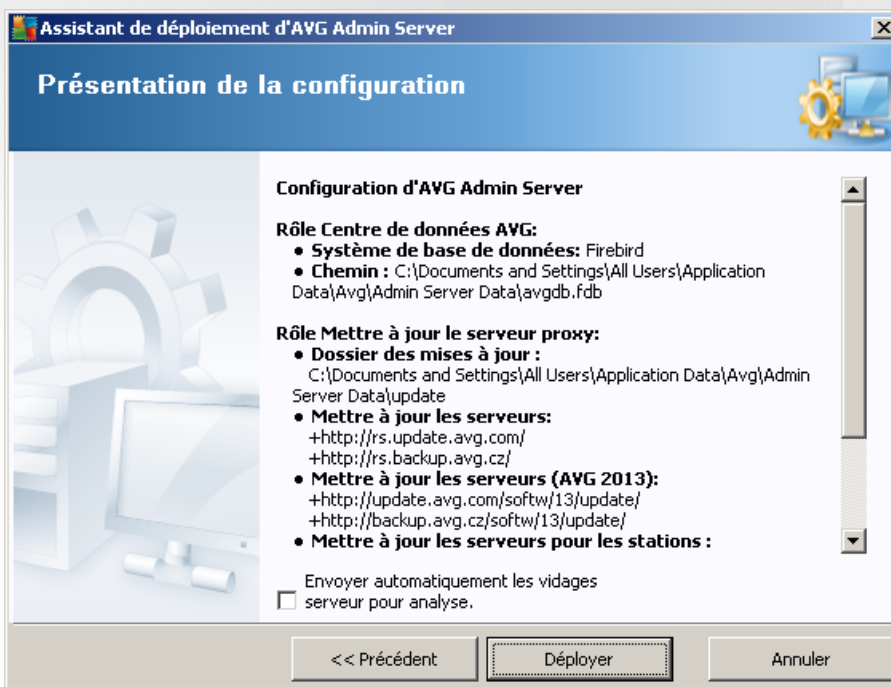 Assistant de déploiement d'AVG Admin Server
Présentation de la configuration
Configuration d'AVG Admin Server
Rôle Centre de données AVG:
• Système de base de données: Firebird
• Chemin : C:\Documents and Settings\All Users\Application
Data\Avg\Admin Server Data\avgdb.fdb
Rôle Mettre à jour le serveur proxy:
• Dossier des mises à jour :
C:\Documents and Settings\All Users\Application Data\Avg\Admin
Server Data\update
• Mettre à jour les serveurs:
+http://rs.update.avg.com/
+http://rs.backup.avg.cz/
• Mettre à jour les serveurs (AVG 2013):
+http://update.avg.com/softw/13/update/
+http://backup.avg.cz/softw/13/update/
• Mettre à jour les serveurs pour les stations :
Envoyer automatiquement les vidages
serveur pour analyse.
<< Précédent
Déployer
Annuler